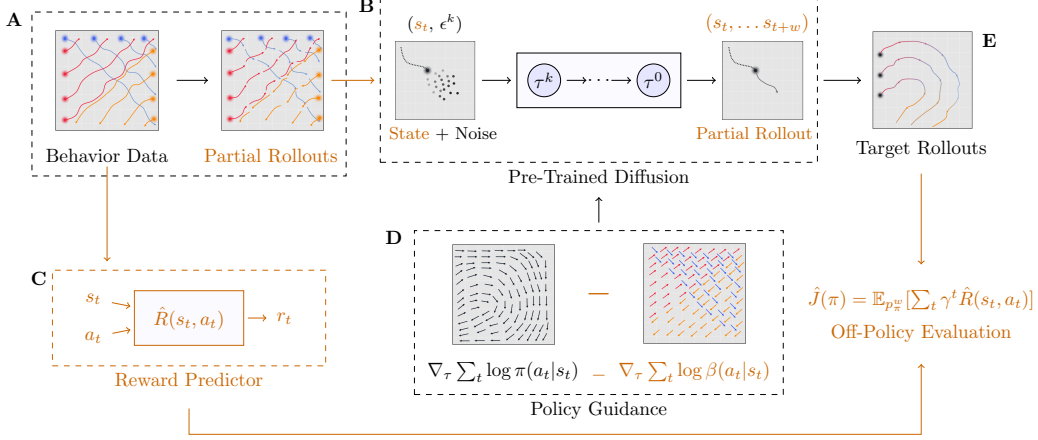 A
Behavior Data
Partial Rollouts
B
(s_t, ϵ^k)
State + Noise
τ^k
···
τ^0
(s_t, … s_{t+w})
Partial Rollout
Pre-Trained Diffusion
E
Target Rollouts
C
s_t
a_t
R̂(s_t, a_t)
r_t
Reward Predictor
D
−
∇_τ ∑_t log π(a_t|s_t) − ∇_τ ∑_t log β(a_t|s_t)
Policy Guidance
Ĵ(π) = 𝔼_{p_π^w}[∑_t γ^t R̂(s_t, a_t)]
Off-Policy Evaluation